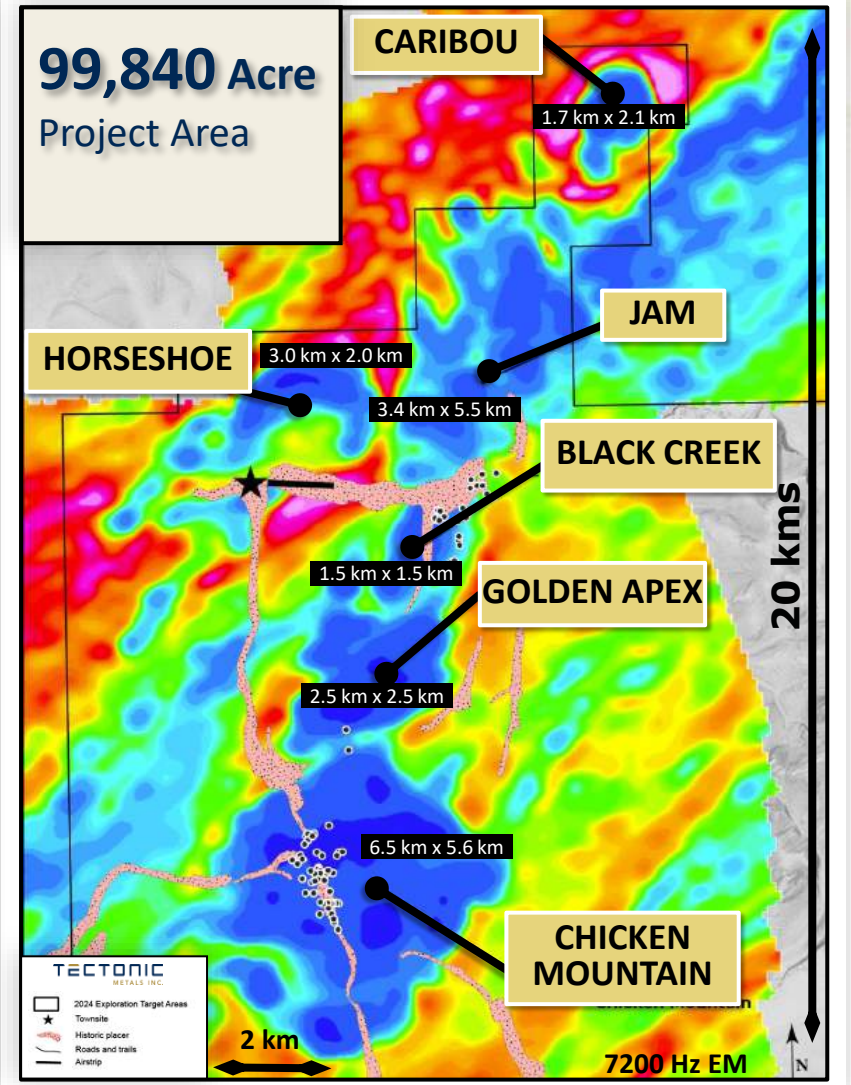 99,840 Acre
Project Area
CARIBOU
1.7 km x 2.1 km
JAM
HORSESHOE
3.0 km x 2.0 km
3.4 km x 5.5 km
BLACK CREEK
1.5 km x 1.5 km
GOLDEN APEX
2.5 km x 2.5 km
20 kms
6.5 km x 5.6 km
CHICKEN
MOUNTAIN
TECTONIC
METALS INC.
2024 Exploration Target Areas
Townsite
Historic placer
Roads and trails
Airstrip
2 km
7200 Hz EM
N